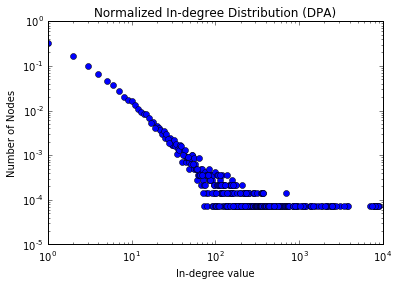 Normalized In-degree Distribution (DPA)
10^0
10^-1
10^-2
10^-3
10^-4
10^-5
Number of Nodes
10^0 10^1 10^2 10^3 10^4
In-degree value